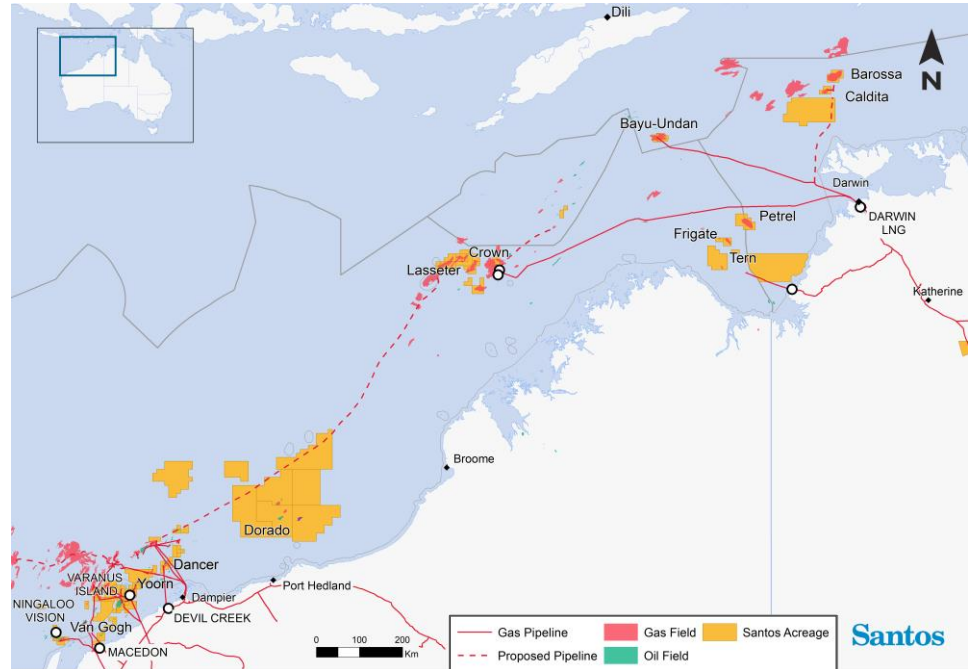 Dili
N
Barossa
Caldita
Bayu-Undan
Darwin
DARWIN
LNG
Petrel
Frigate
Tern
Crown
Lasseter
Katherine
Broome
Dorado
Dancer
VARANUS
ISLAND
Yoorn
Port Hedland
Dampier
NINGALOO
VISION
DEVIL CREEK
Van Gogh
MACEDON
0 50 100 200
Km
Gas Pipeline
Gas Field
Santos Acreage
Proposed Pipeline
Oil Field
Santos